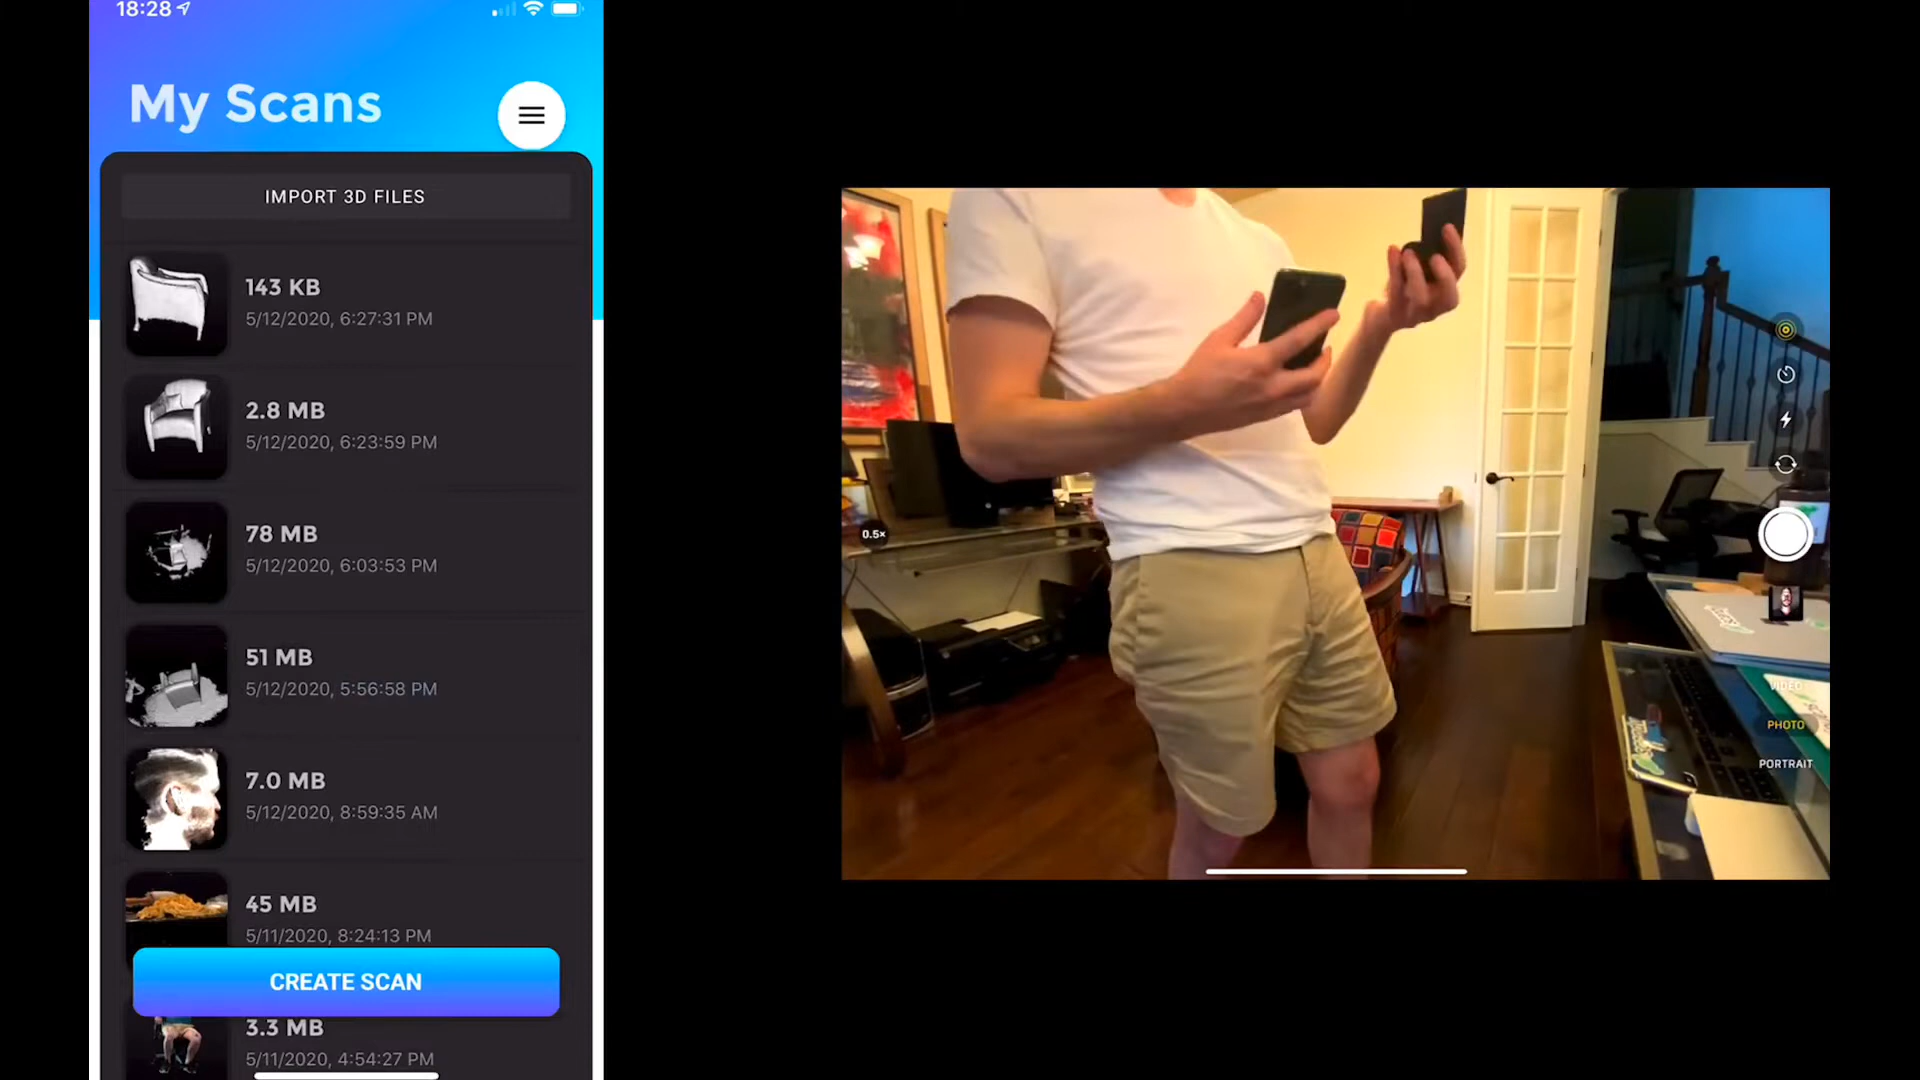 18:28
My Scans
IMPORT 3D FILES
143 KB
5/12/2020, 6:27:31 PM
2.8 MB
5/12/2020, 6:23:59 PM
78 MB
5/12/2020, 6:03:53 PM
51 MB
5/12/2020, 5:56:58 PM
7.0 MB
5/12/2020, 8:59:35 AM
45 MB
5/11/2020, 8:24:13 PM
CREATE SCAN
3.3 MB
5/11/2020, 4:54:27 PM
0.5×
VIDEO
PHOTO
PORTRAIT